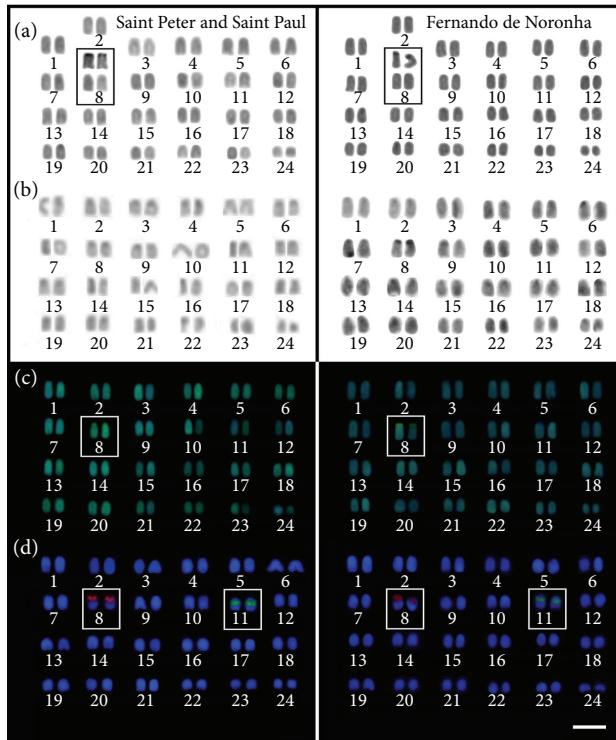 (a) Saint Peter and Saint Paul Fernando de Noronha
2 2
1 3 4 5 6 1 3 4 5 6
7 8 9 10 11 12 7 8 9 10 11 12
13 14 15 16 17 18 13 14 15 16 17 18
19 20 21 22 23 24 19 20 21 22 23 24
(b)
1 2 3 4 5 6 1 2 3 4 5 6
7 8 9 10 11 12 7 8 9 10 11 12
13 14 15 16 17 18 13 14 15 16 17 18
19 20 21 22 23 24 19 20 21 22 23 24
(c)
1 2 3 4 5 6 1 2 3 4 5 6
7 8 9 10 11 12 7 8 9 10 11 12
13 14 15 16 17 18 13 14 15 16 17 18
19 20 21 22 23 24 19 20 21 22 23 24
(d)
1 2 3 4 5 6 1 2 3 4 5 6
7 8 9 10 11 12 7 8 9 10 11 12
13 14 15 16 17 18 13 14 15 16 17 18
19 20 21 22 23 24 19 20 21 22 23 24